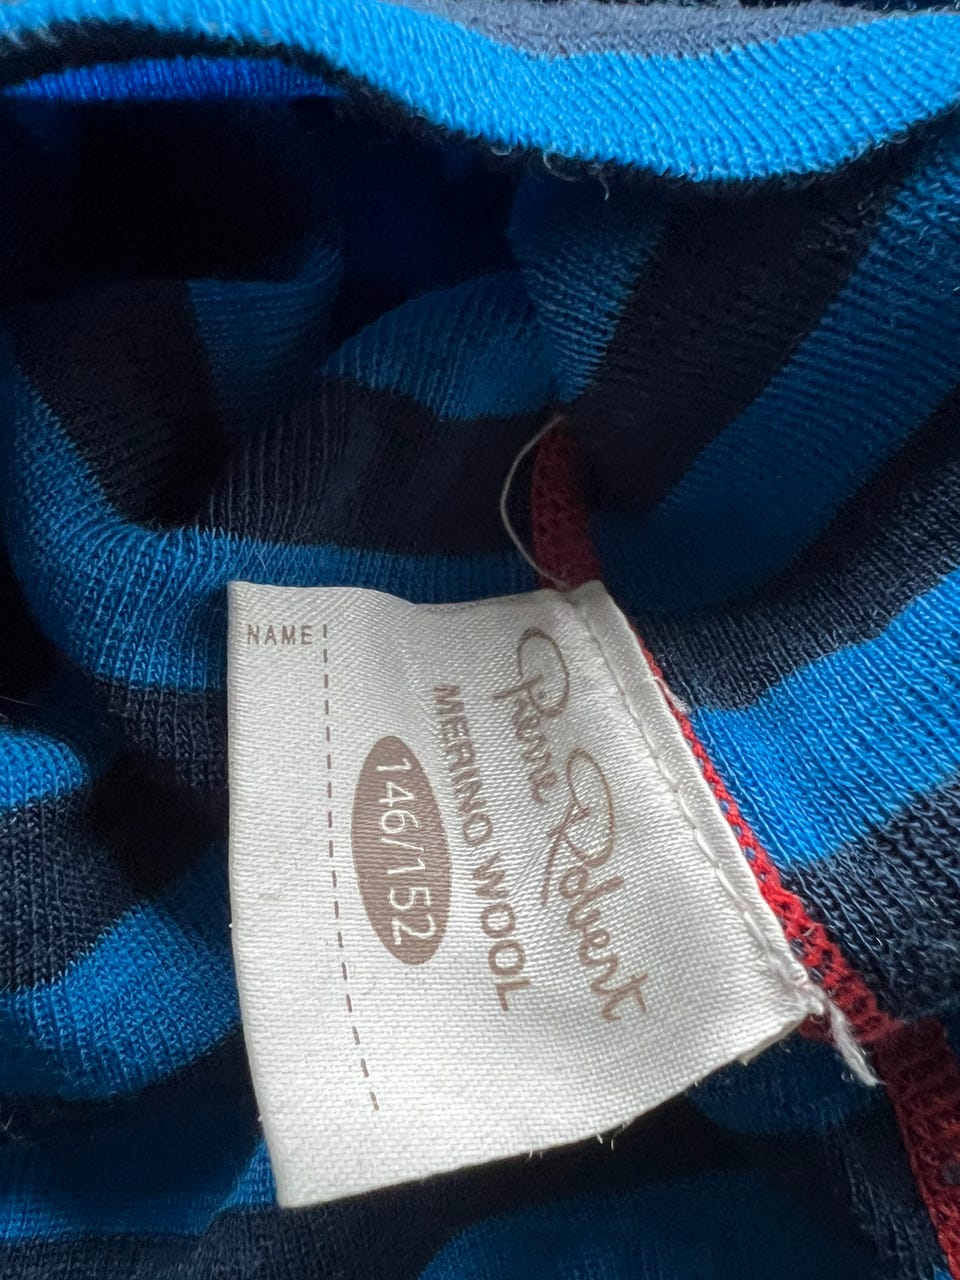 Pierre Robert
MERINO WOOL
146/152
NAME